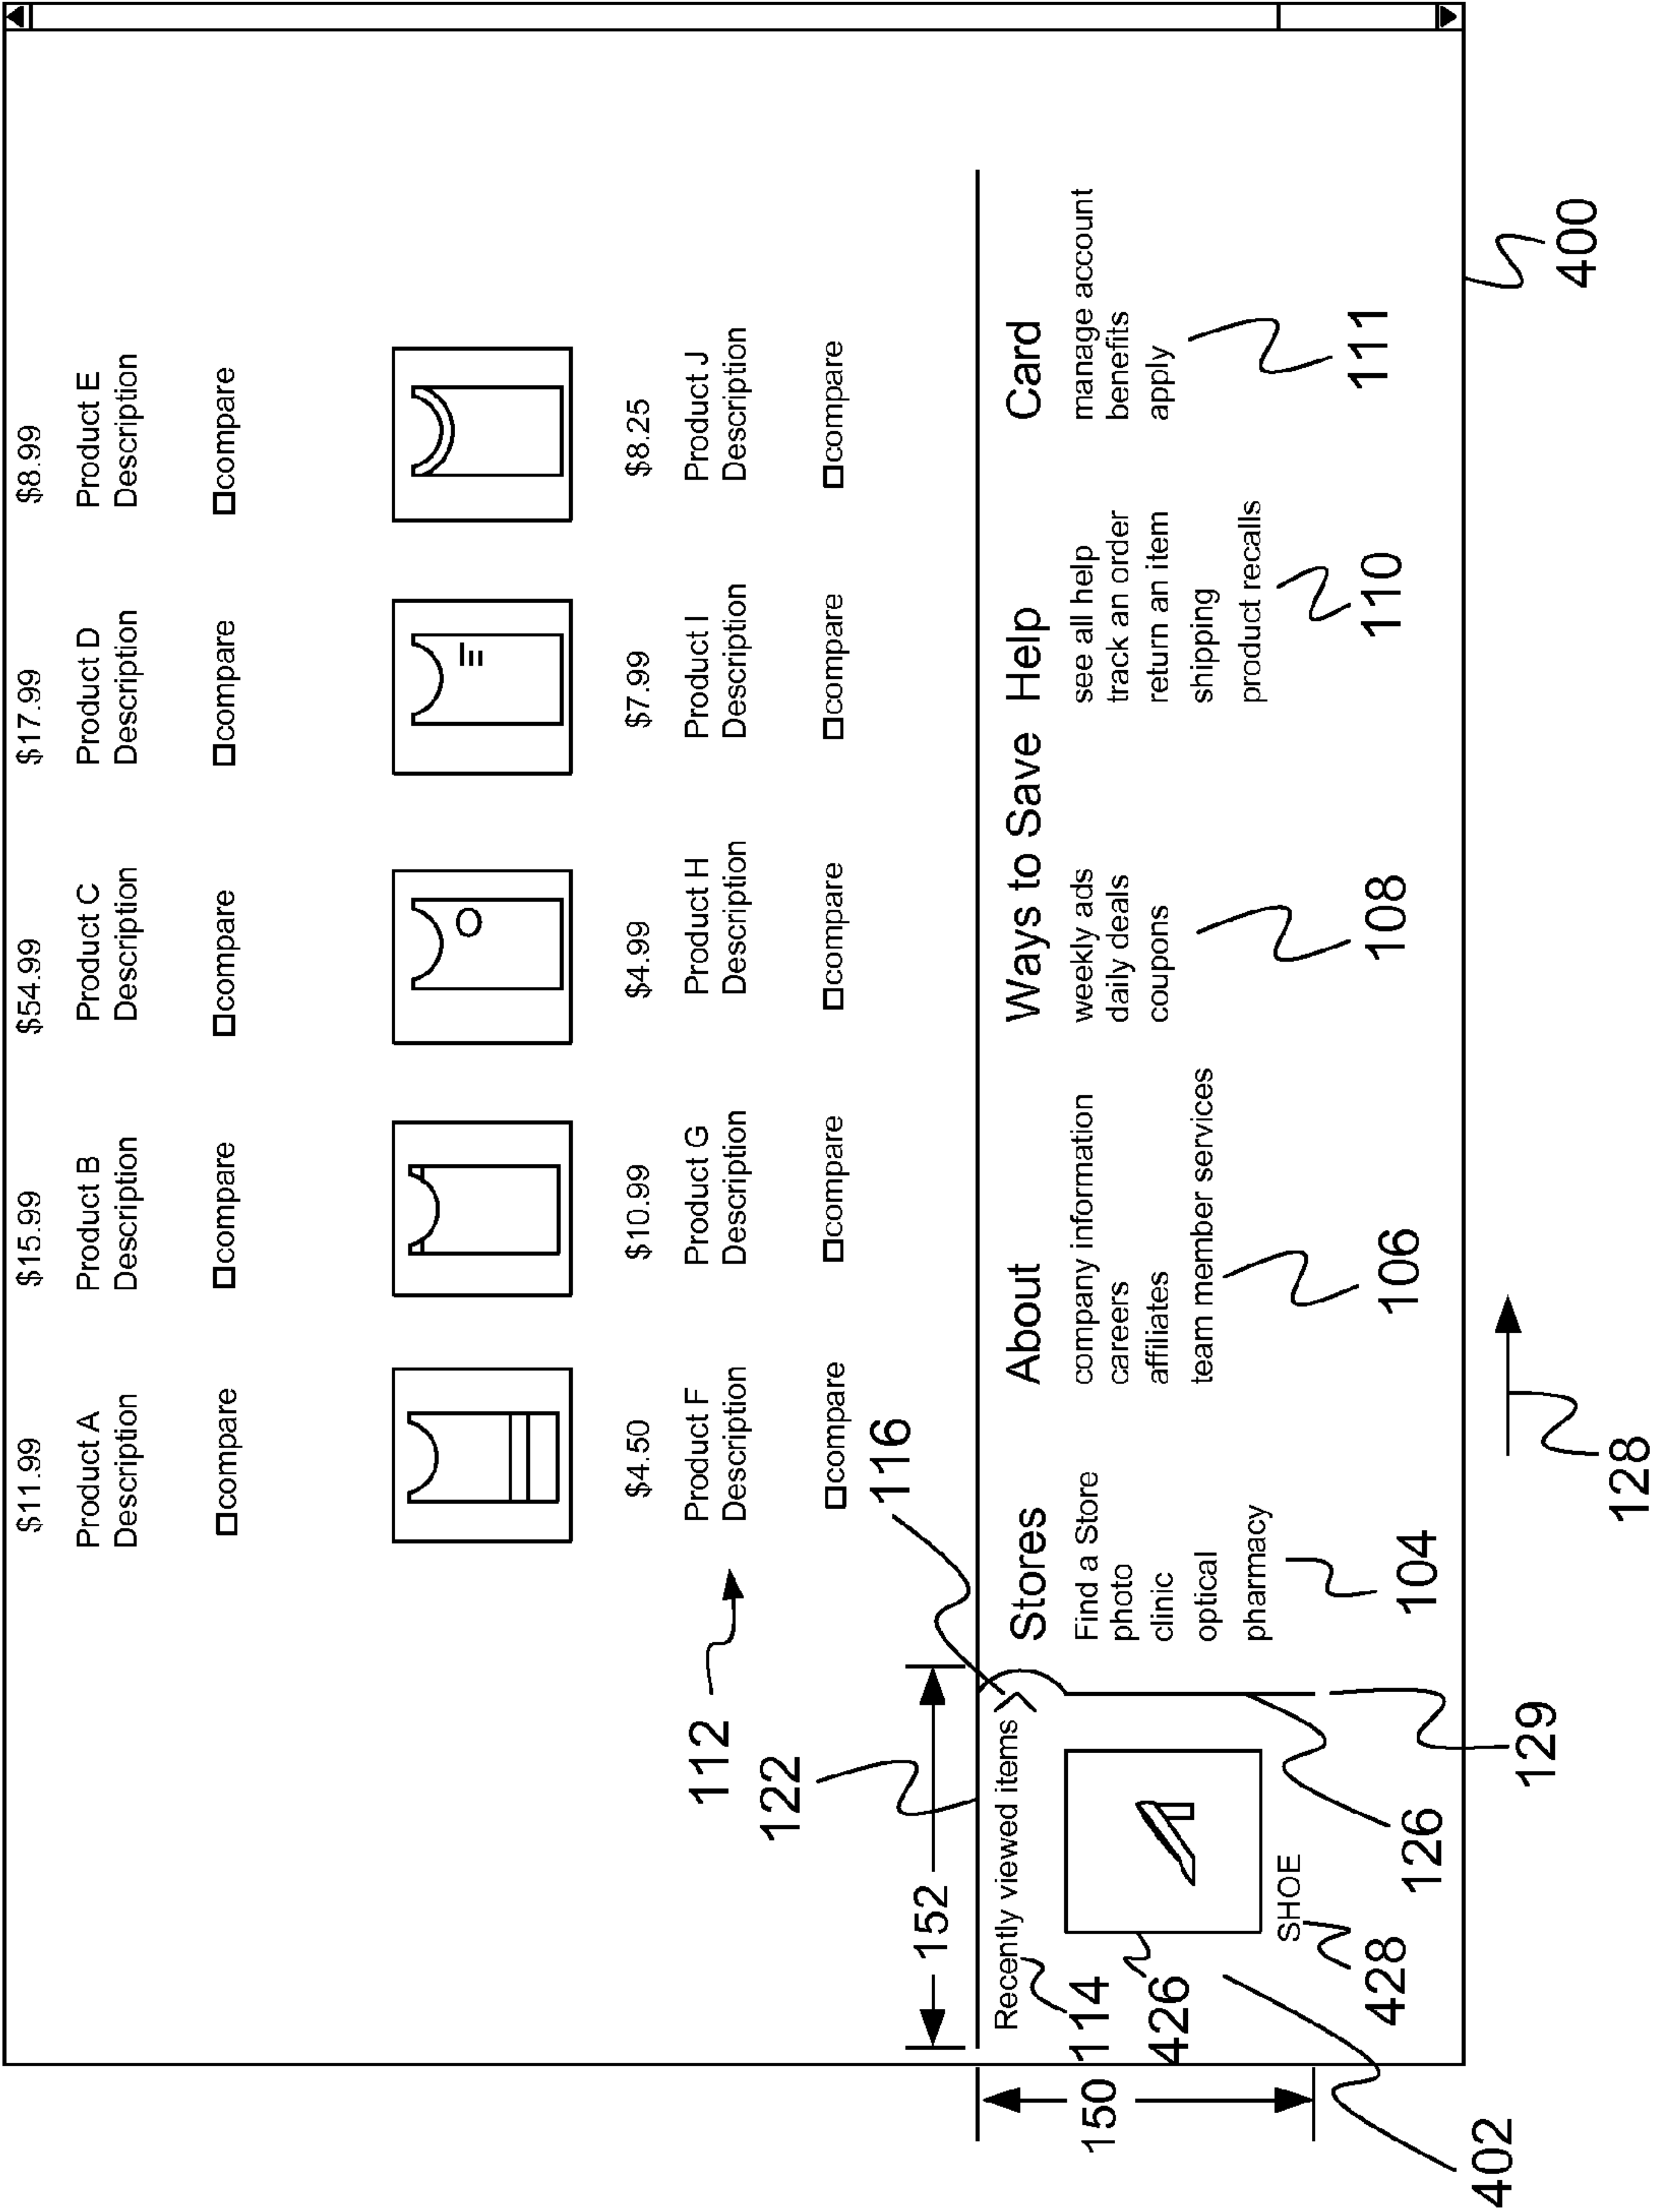 $11.99 $15.99 $54.99 $17.99 $8.99
Product A Product B Product C Product D Product E
Description Description Description Description Description
compare compare compare compare compare
$4.50 $10.99 $4.99 $7.99 $8.25
112
Product F Product G Product H Product I Product J
Description Description Description Description Description
122
compare compare compare compare compare
116
152
Recently viewed items
Stores About Ways to Save Help Card
Find a Store company information weekly ads see all help manage account
photo careers daily deals track an order benefits
clinic affiliates coupons return an item apply
optical team member services shipping
pharmacy product recalls
150
114
426
SHOE
428
126
104 106 108 110 111
402
129
128
400